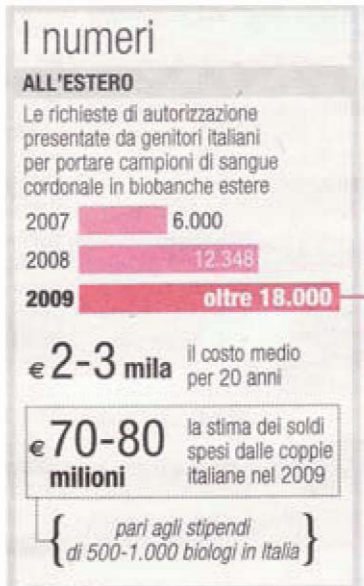 I numeri
ALL'ESTERO
Le richieste di autorizzazione
presentate da genitori italiani
per portare campioni di sangue
cordonale in biobanche estere
2007 6.000
2008 12.348
2009 oltre 18.000
€ 2-3 mila il costo medio
per 20 anni
€ 70-80 milioni
la stima dei soldi
spesi dalle coppie
italiane nel 2009
{ pari agli stipendi
di 500-1.000 biologi in Italia }